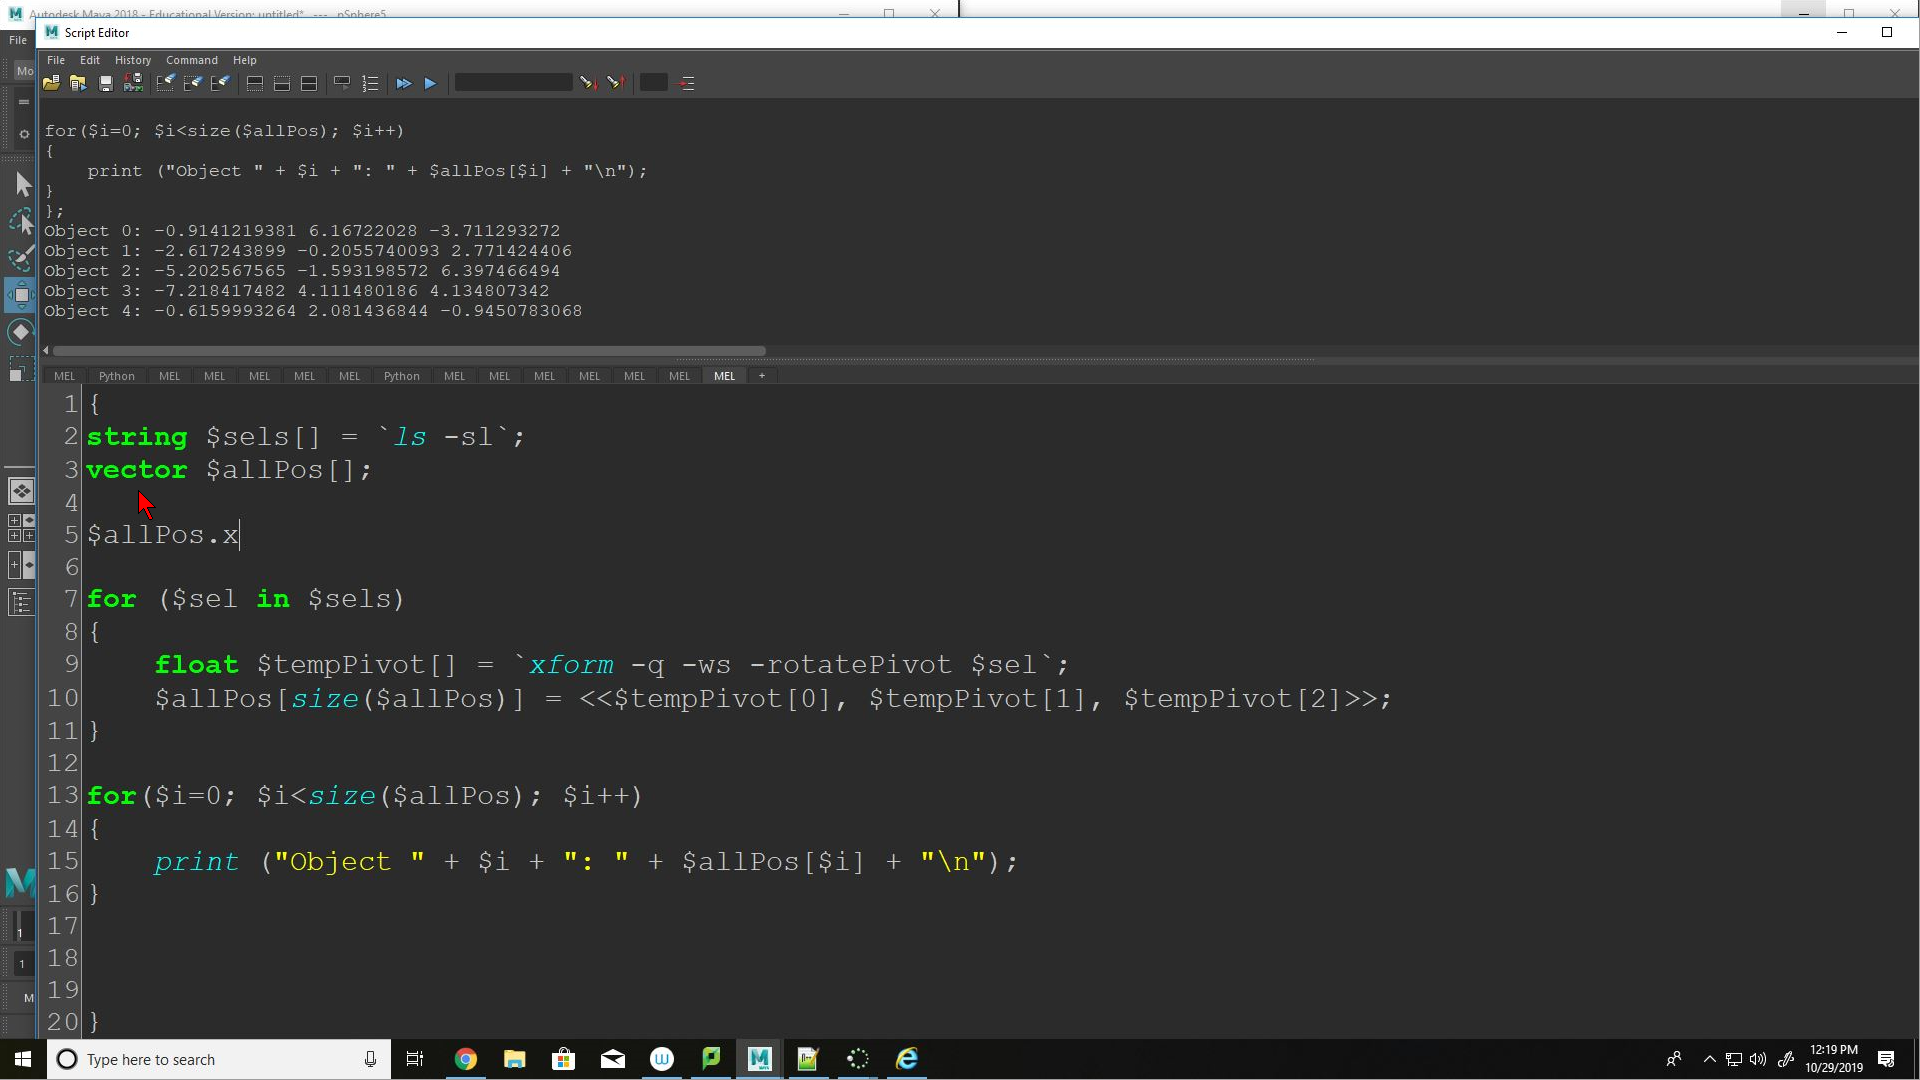 Autodesk Maya 2018 - Educational Version: untitled* --- pSphere5
File
Script Editor
File Edit History Command Help
Mo
for($i=0; $i<size($allPos); $i++)
{
    print ("Object " + $i + ": " + $allPos[$i] + "\n");
}
};
Object 0: -0.9141219381 6.16722028 -3.711293272
Object 1: -2.617243899 -0.2055740093 2.771424406
Object 2: -5.202567565 -1.593198572 6.397466494
Object 3: -7.218417482 4.111480186 4.134807342
Object 4: -0.6159993264 2.081436844 -0.9450783068
MEL Python MEL MEL MEL MEL MEL Python MEL MEL MEL MEL MEL MEL MEL +
1 {
2 string $sels[] = `ls -sl`;
3 vector $allPos[];
4
5 $allPos.x
6
7 for ($sel in $sels)
8 {
9     float $tempPivot[] = `xform -q -ws -rotatePivot $sel`;
10     $allPos[size($allPos)] = <<$tempPivot[0], $tempPivot[1], $tempPivot[2]>>;
11 }
12
13 for($i=0; $i<size($allPos); $i++)
14 {
15     print ("Object " + $i + ": " + $allPos[$i] + "\n");
16 }
17
18
19
20 }
1
1
M
Type here to search
12:19 PM
10/29/2019